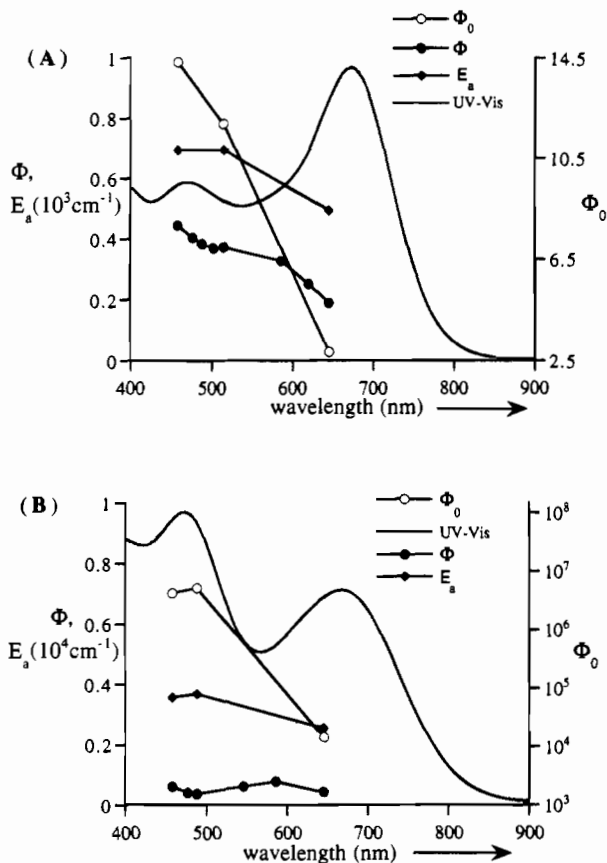 (A)
Φ₀
Φ
Eₐ
UV-Vis
1
0.8
0.6
0.4
0.2
0
Φ,
Eₐ(10³cm⁻¹)
14.5
10.5
6.5
2.5
Φ₀
400 500 600 700 800 900
wavelength (nm)
(B)
Φ₀
UV-Vis
Φ
Eₐ
1
0.8
0.6
0.4
0.2
0
Φ,
Eₐ(10⁴cm⁻¹)
10⁸
10⁷
10⁶
10⁵
10⁴
10³
Φ₀
400 500 600 700 800 900
wavelength (nm)